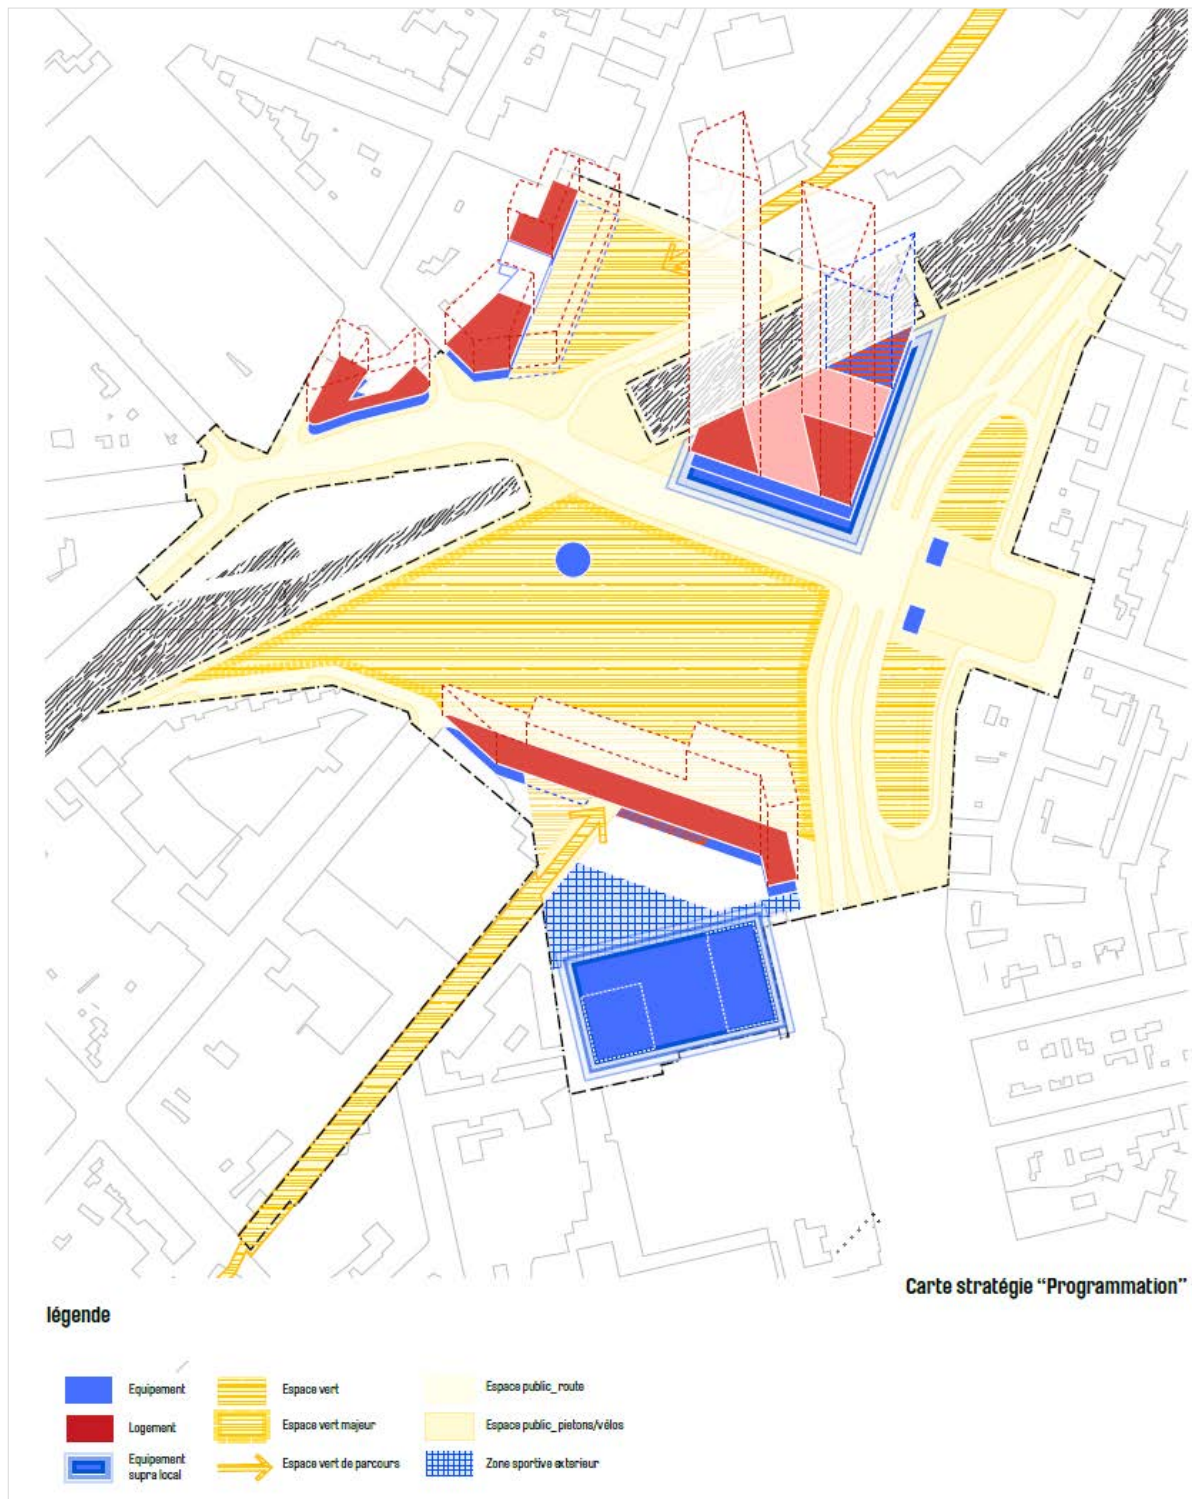 Carte stratégie “Programmation”
légende
Equipement
Espace vert
Espace public_route
Logement
Espace vert majeur
Espace public_pietons/vélos
Equipement
supra local
Espace vert de parcours
Zone sportive exterieur